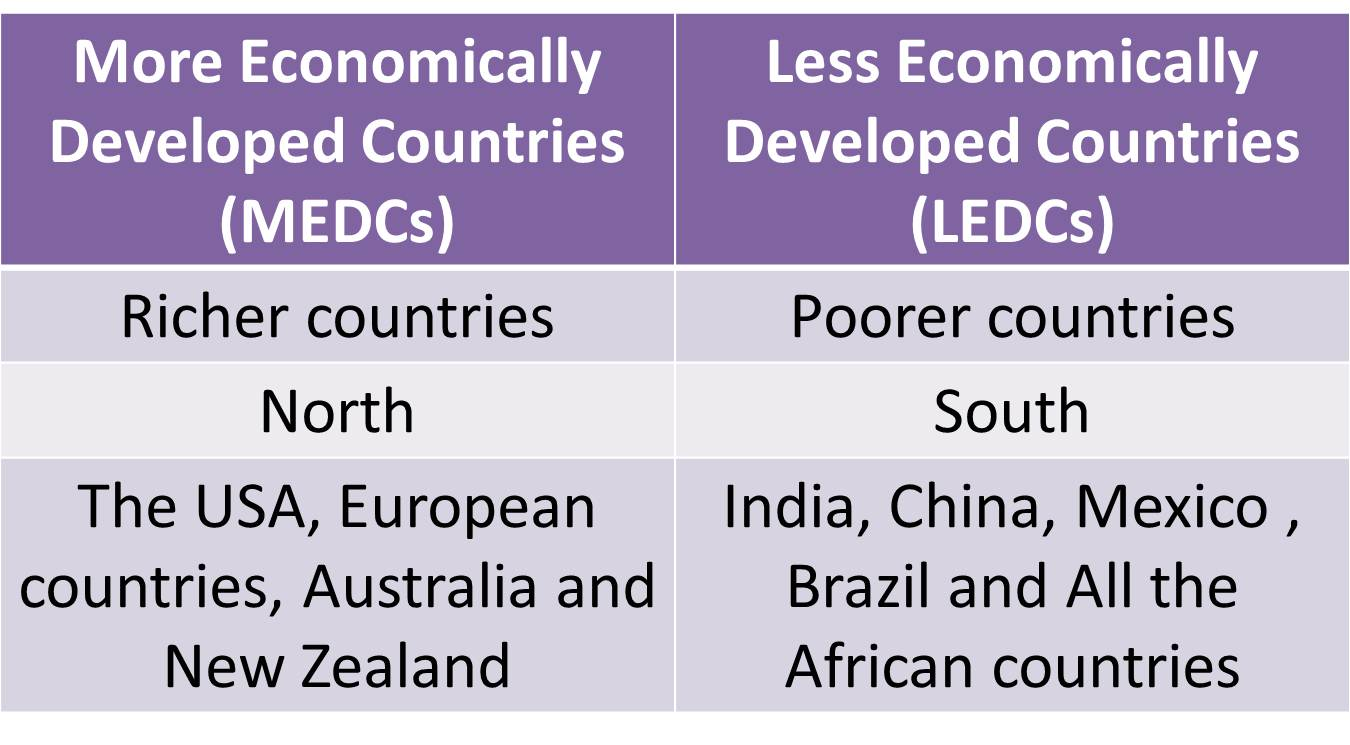 More Economically
Developed Countries
(MEDCs)
Less Economically
Developed Countries
(LEDCs)
Richer countries
Poorer countries
North
South
The USA, European
countries, Australia and
New Zealand
India, China, Mexico ,
Brazil and All the
African countries